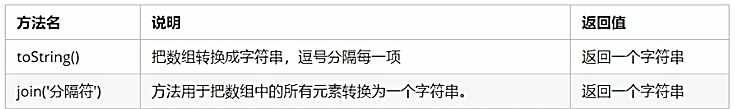 方法名 说明 返回值
toString() 把数组转换成字符串，逗号分隔每一项 返回一个字符串
join('分隔符') 方法用于把数组中的所有元素转换为一个字符串。 返回一个字符串